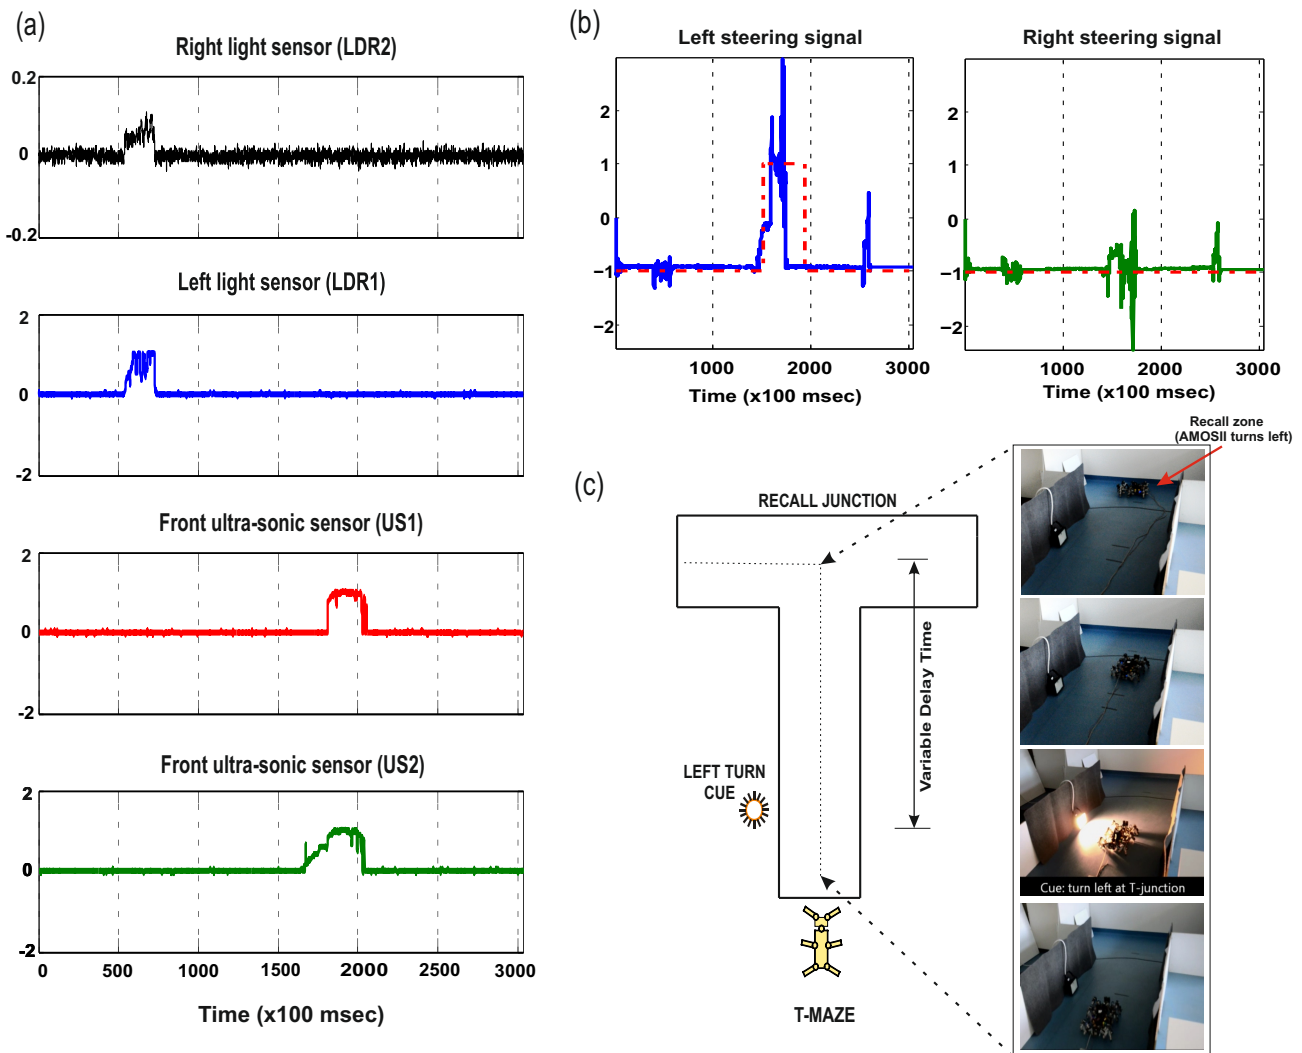 (a)
Right light sensor (LDR2)
0.2
0
-0.2
Left light sensor (LDR1)
2
0
-2
Front ultra-sonic sensor (US1)
2
0
-2
Front ultra-sonic sensor (US2)
2
0
-2
0 500 1000 1500 2000 2500 3000
Time (x100 msec)
(b)
Left steering signal
2
1
0
−1
−2
1000 2000 3000
Time (x100 msec)
Right steering signal
2
1
0
−1
−2
1000 2000 3000
Time (x100 msec)
(c)
RECALL JUNCTION
Variable Delay Time
LEFT TURN
CUE
T-MAZE
Recall zone
(AMOSII turns left)
Cue: turn left at T-junction